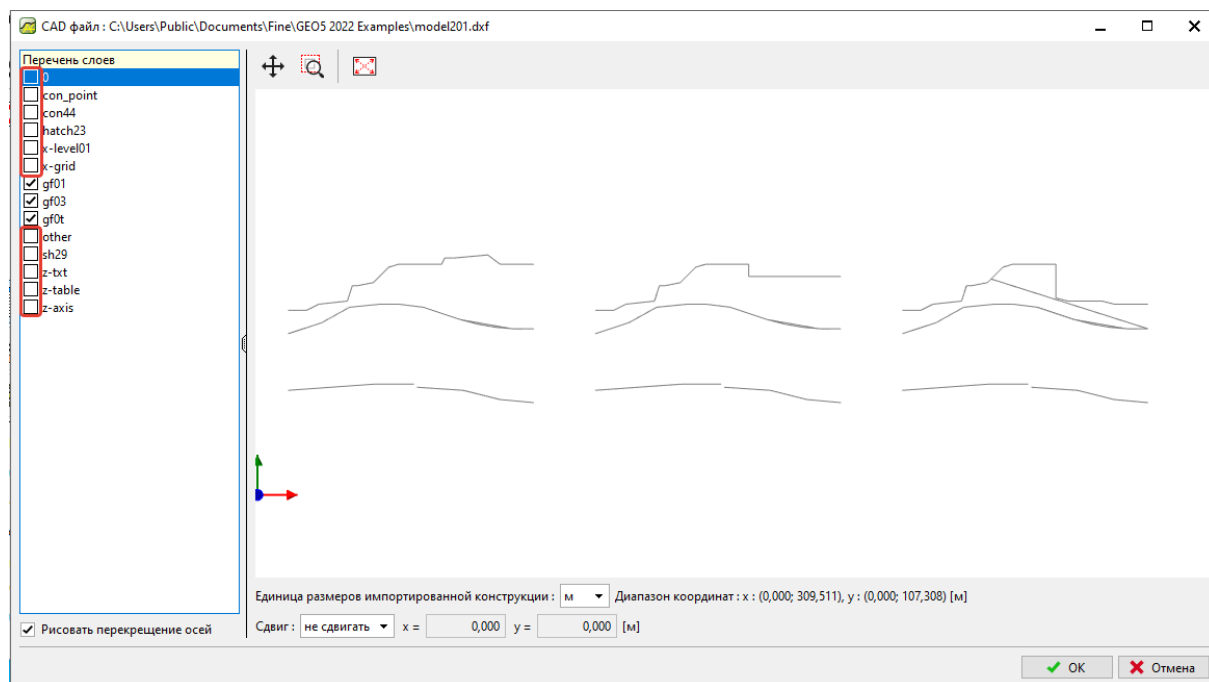 CAD файл : C:\Users\Public\Documents\Fine\GEO5 2022 Examples\model201.dxf
Перечень слоев
0
con_point
con44
hatch23
x-level01
x-grid
gf01
gf03
gf0t
other
sh29
z-txt
z-table
z-axis
Единица размеров импортированной конструкции : м Диапазон координат : x : (0,000; 309,511), y : (0,000; 107,308) [м]
Рисовать перекрещение осей Сдвиг : не сдвигать x = 0,000 y = 0,000 [м]
OK Отмена